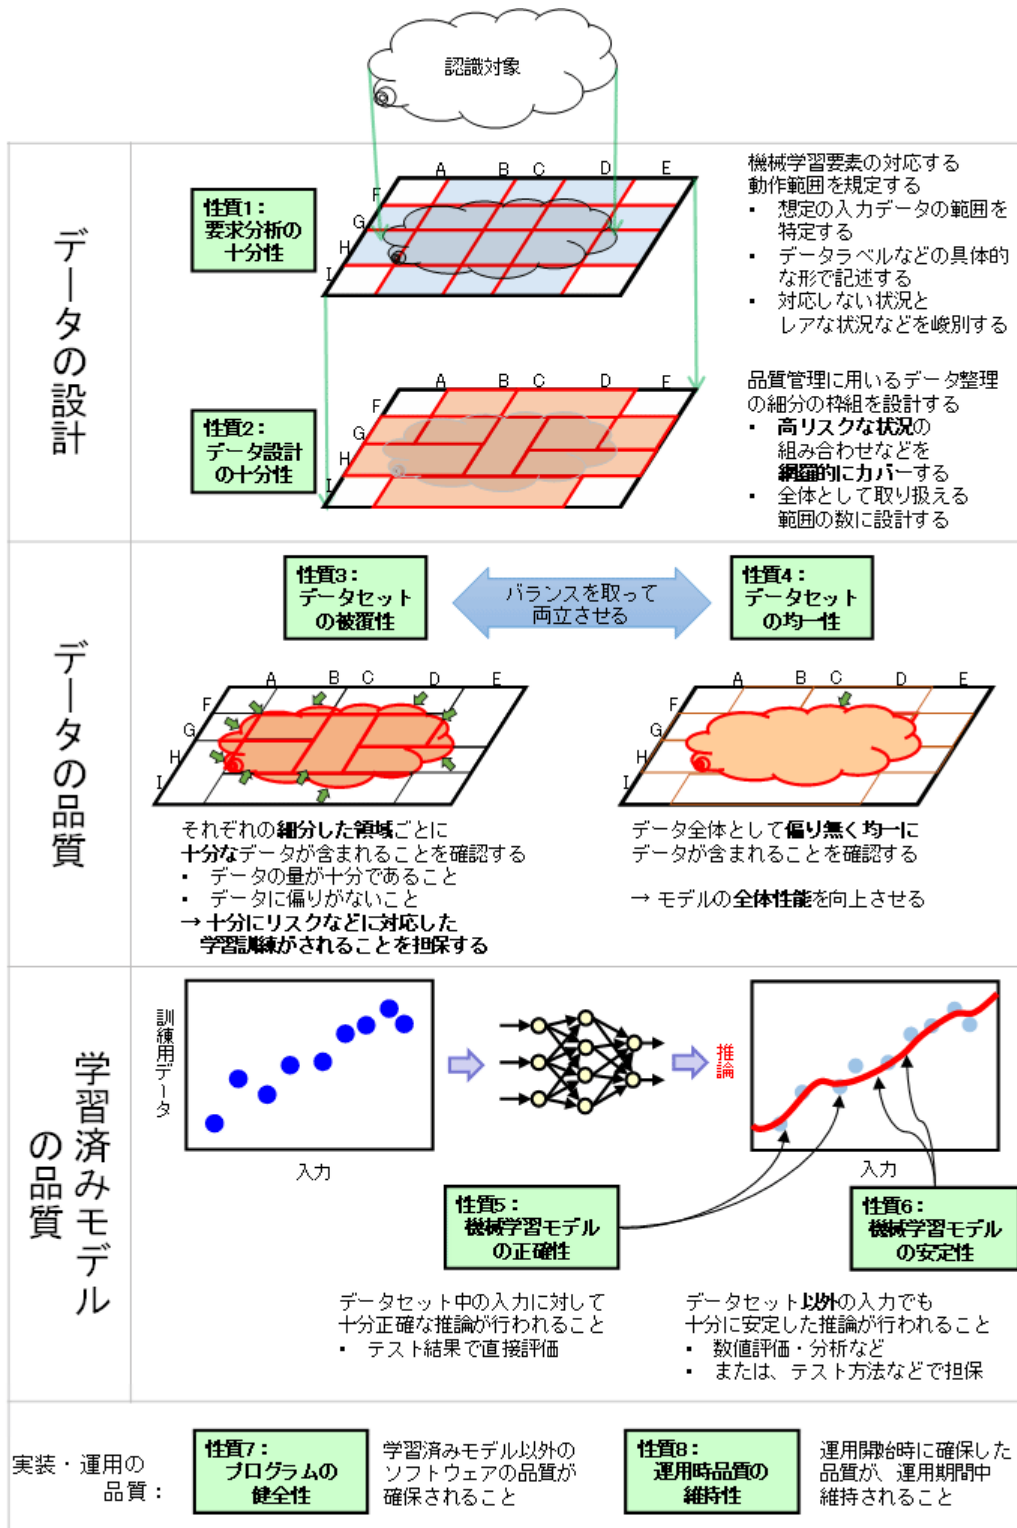 認識対象
データの設計
性質1：
要求分析の
十分性
A B C D E
F
G
H
I
機械学習要素の対応する
動作範囲を規定する
・ 想定の入力データの範囲を
特定する
・ データラベルなどの具体的
な形で記述する
・ 対応しない状況と
レアな状況などを峻別する
性質2：
データ設計
の十分性
A B C D E
F
G
H
I
品質管理に用いるデータ整理
の細分の枠組を設計する
・ 高リスクな状況の
組み合わせなどを
網羅的にカバーする
・ 全体として取り扱える
範囲の数に設計する
データの品質
性質3：
データセット
の被覆性
バランスを取って
両立させる
性質4：
データセット
の均一性
A B C D E
F
G
H
I
A B C D E
F
G
H
I
それぞれの細分した領域ごとに
十分なデータが含まれることを確認する
・ データの量が十分であること
・ データに偏りがないこと
→ 十分にリスクなどに対応した
学習訓練がされることを担保する
データ全体として偏り無く均一に
データが含まれることを確認する
→ モデルの全体性能を向上させる
学習済みモデル
の品質
訓練用データ
入力
推論
入力
性質5：
機械学習モデル
の正確性
性質6：
機械学習モデル
の安定性
データセット中の入力に対して
十分正確な推論が行われること
・ テスト結果で直接評価
データセット以外の入力でも
十分に安定した推論が行われること
・ 数値評価・分析など
・ または、テスト方法などで担保
実装・運用の
品質：
性質7：
プログラムの
健全性
学習済みモデル以外の
ソフトウェアの品質が
確保されること
性質8：
運用時品質の
維持性
運用開始時に確保した
品質が、運用期間中
維持されること